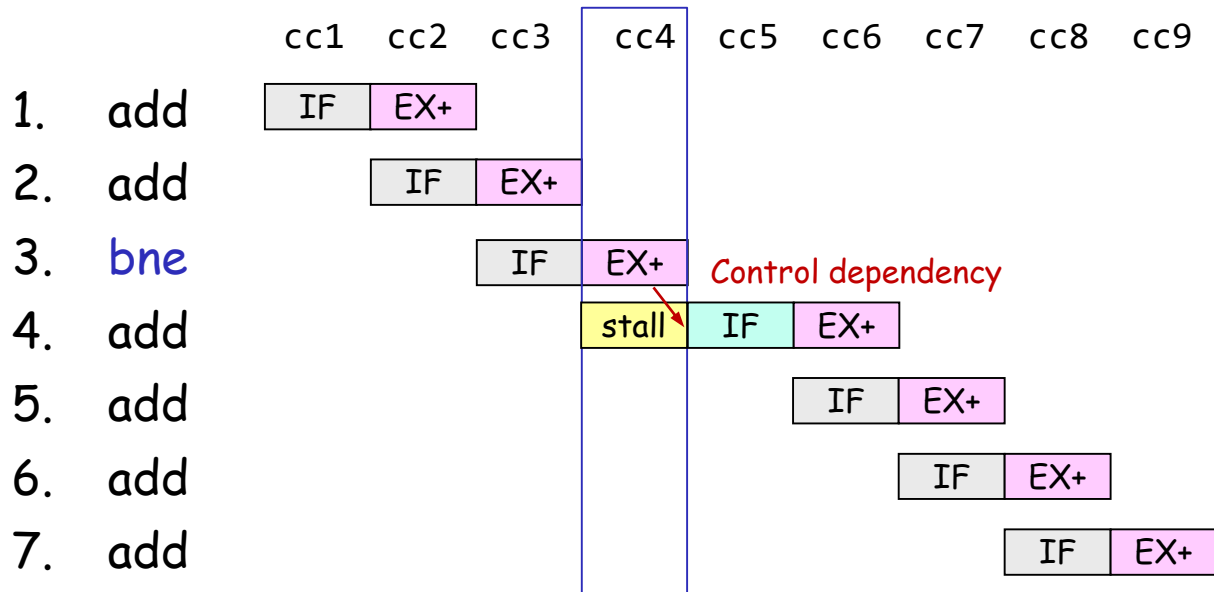 cc1 cc2 cc3 cc4 cc5 cc6 cc7 cc8 cc9
1. add IF EX+
2. add IF EX+
3. bne IF EX+
Control dependency
4. add stall IF EX+
5. add IF EX+
6. add IF EX+
7. add IF EX+